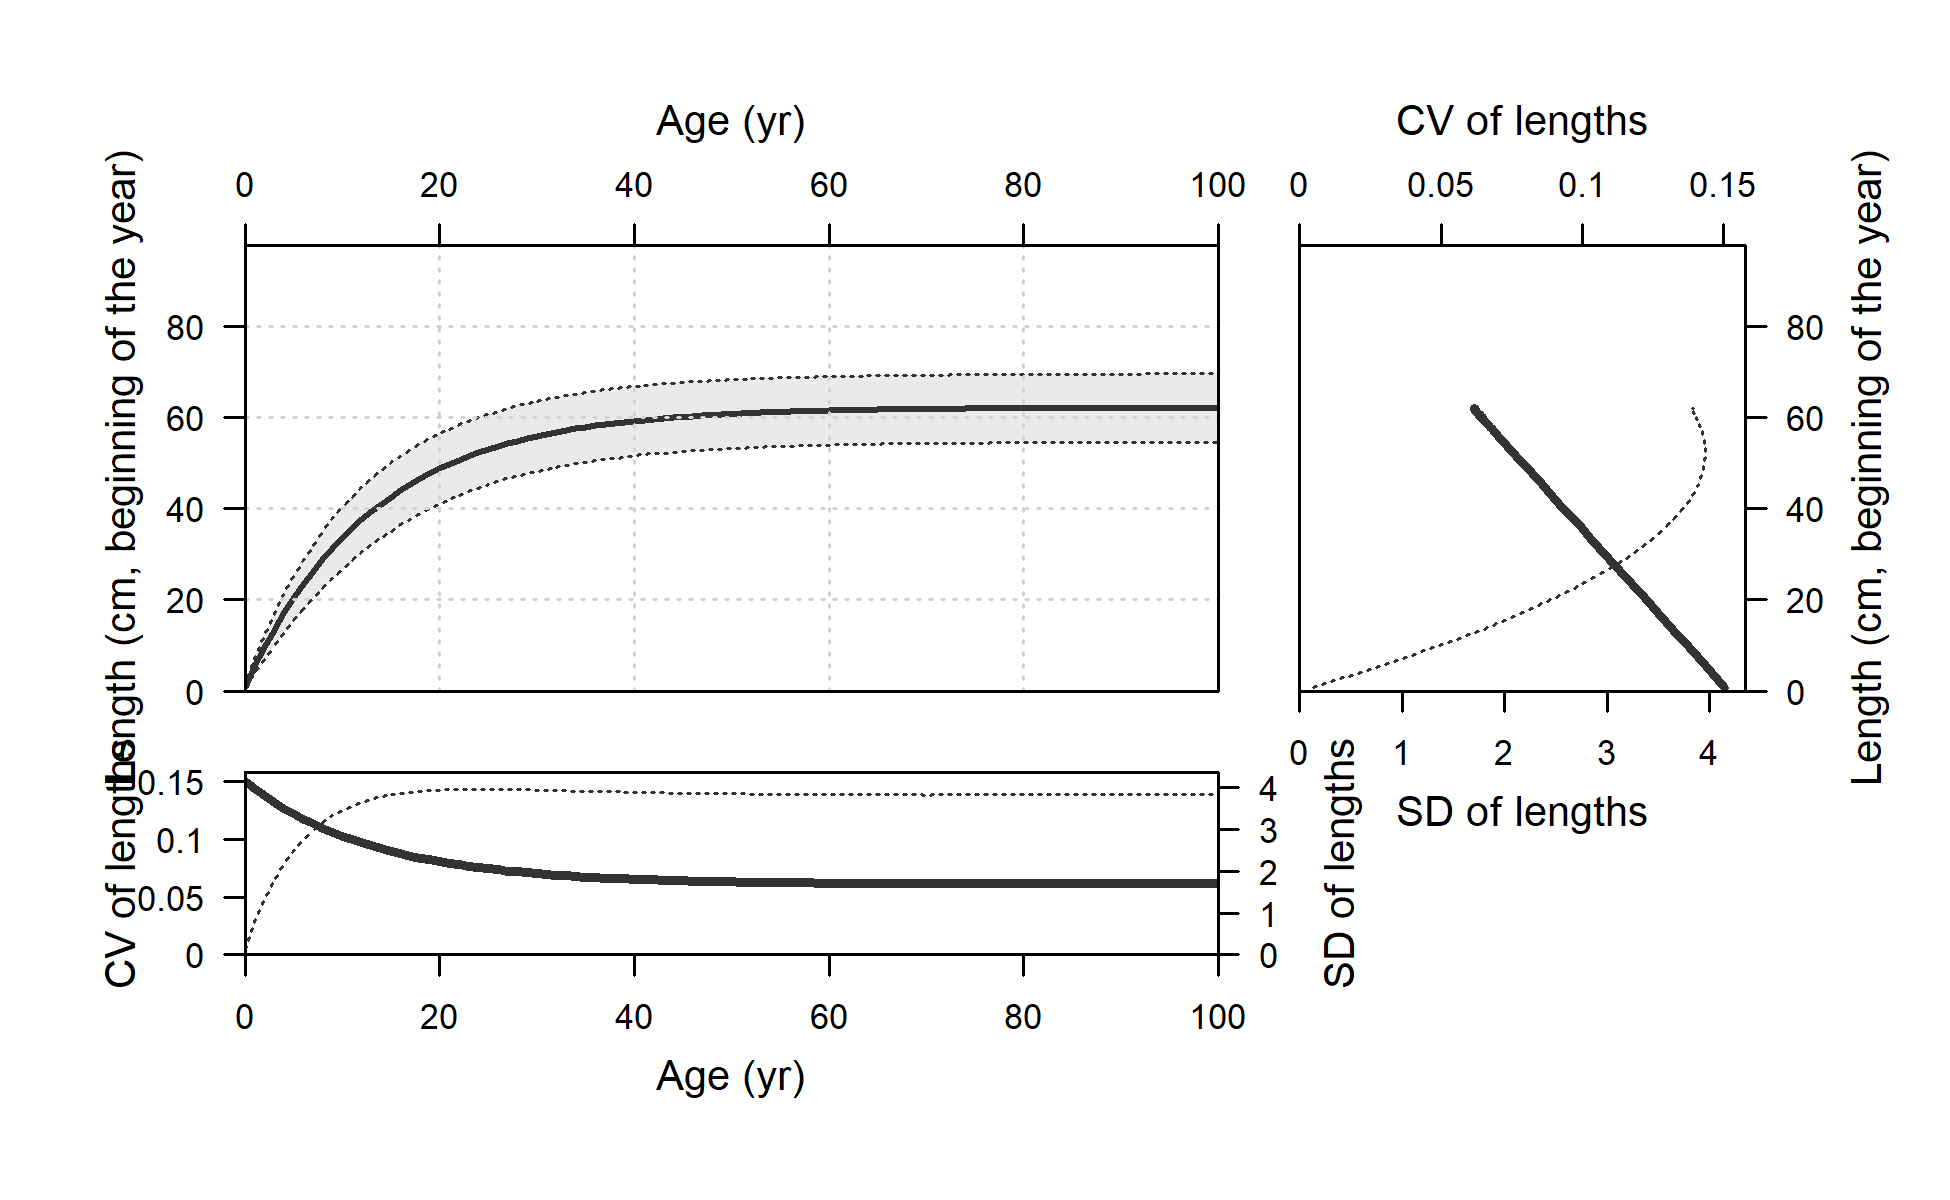 Age (yr)
CV of lengths
0 20 40 60 80 100
0 0.05 0.1 0.15
Length (cm, beginning of the year)
80
60
40
20
0
80
60
40
20
0
Length (cm, beginning of the year)
0 1 2 3 4
SD of lengths
CV of lengths
0.15
0.1
0.05
0
4
3
2
1
0
SD of lengths
0 20 40 60 80 100
Age (yr)